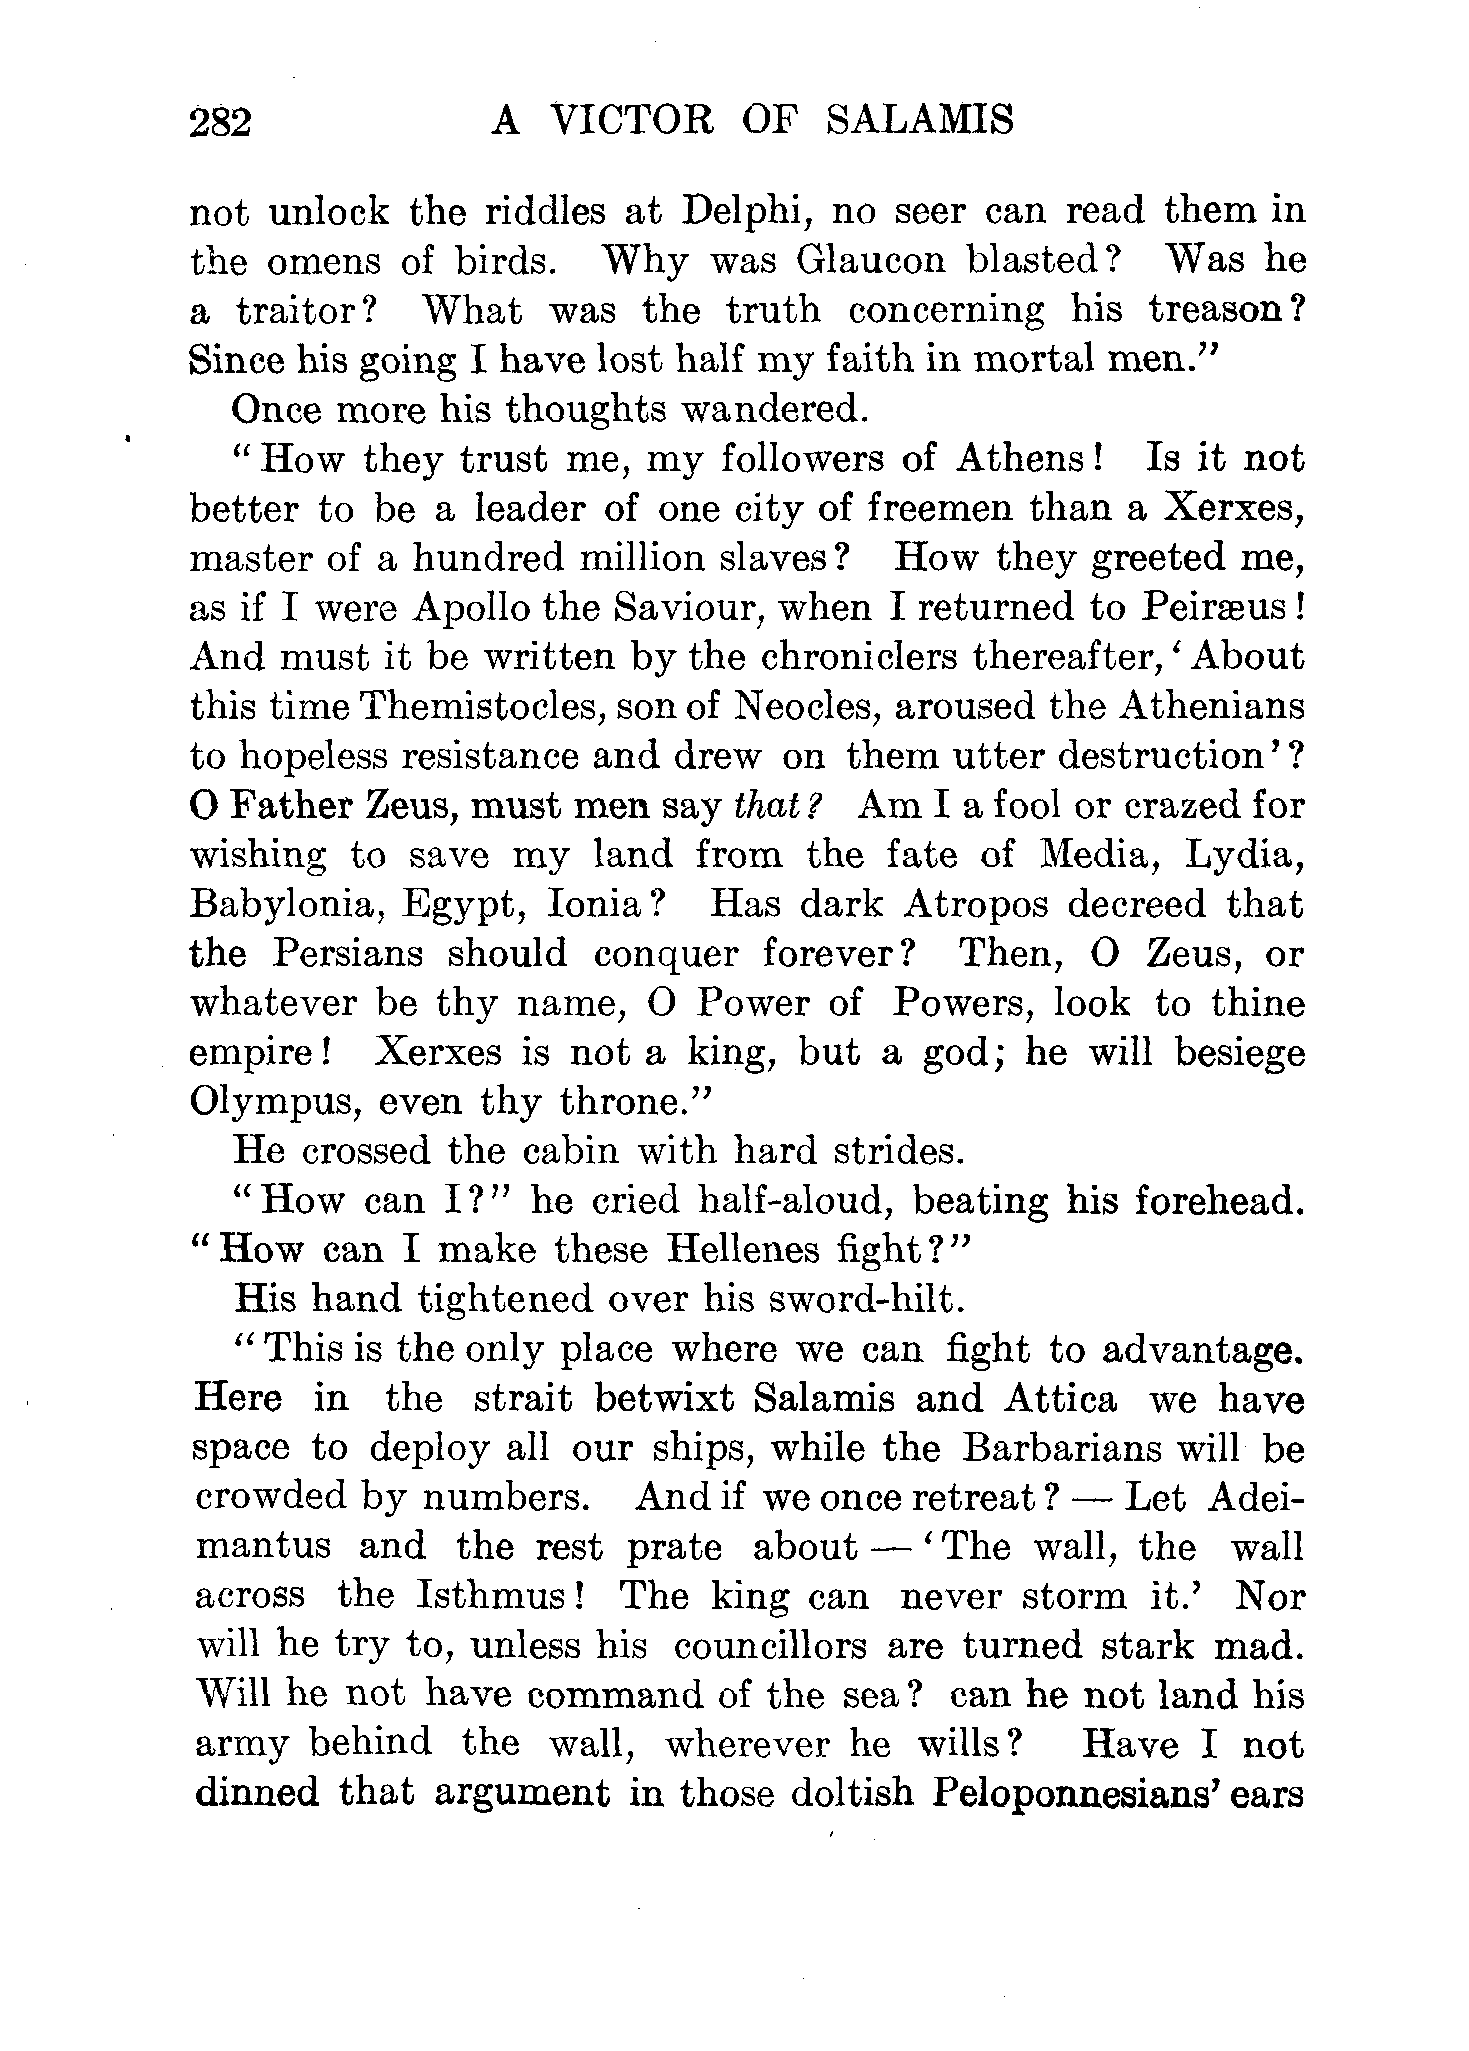 282 A VICTOR OF SALAMIS
not unlock the riddles at Delphi, no seer can read them in
the omens of birds. Why was Glaucon blasted? Was he
a traitor? What was the truth concerning his treason?
Since his going I have lost half my faith in mortal men."
Once more his thoughts wandered.
"How they trust me, my followers of Athens! Is it not
better to be a leader of one city of freemen than a Xerxes,
master of a hundred million slaves? How they greeted me,
as if I were Apollo the Saviour, when I returned to Peiræus!
And must it be written by the chroniclers thereafter, 'About
this time Themistocles, son of Neocles, aroused the Athenians
to hopeless resistance and drew on them utter destruction'?
O Father Zeus, must men say that? Am I a fool or crazed for
wishing to save my land from the fate of Media, Lydia,
Babylonia, Egypt, Ionia? Has dark Atropos decreed that
the Persians should conquer forever? Then, O Zeus, or
whatever be thy name, O Power of Powers, look to thine
empire! Xerxes is not a king, but a god; he will besiege
Olympus, even thy throne."
He crossed the cabin with hard strides.
"How can I?" he cried half-aloud, beating his forehead.
"How can I make these Hellenes fight?"
His hand tightened over his sword-hilt.
"This is the only place where we can fight to advantage.
Here in the strait betwixt Salamis and Attica we have
space to deploy all our ships, while the Barbarians will be
crowded by numbers. And if we once retreat? — Let Adei-
mantus and the rest prate about — 'The wall, the wall
across the Isthmus! The king can never storm it.' Nor
will he try to, unless his councillors are turned stark mad.
Will he not have command of the sea? can he not land his
army behind the wall, wherever he wills? Have I not
dinned that argument in those doltish Peloponnesians' ears